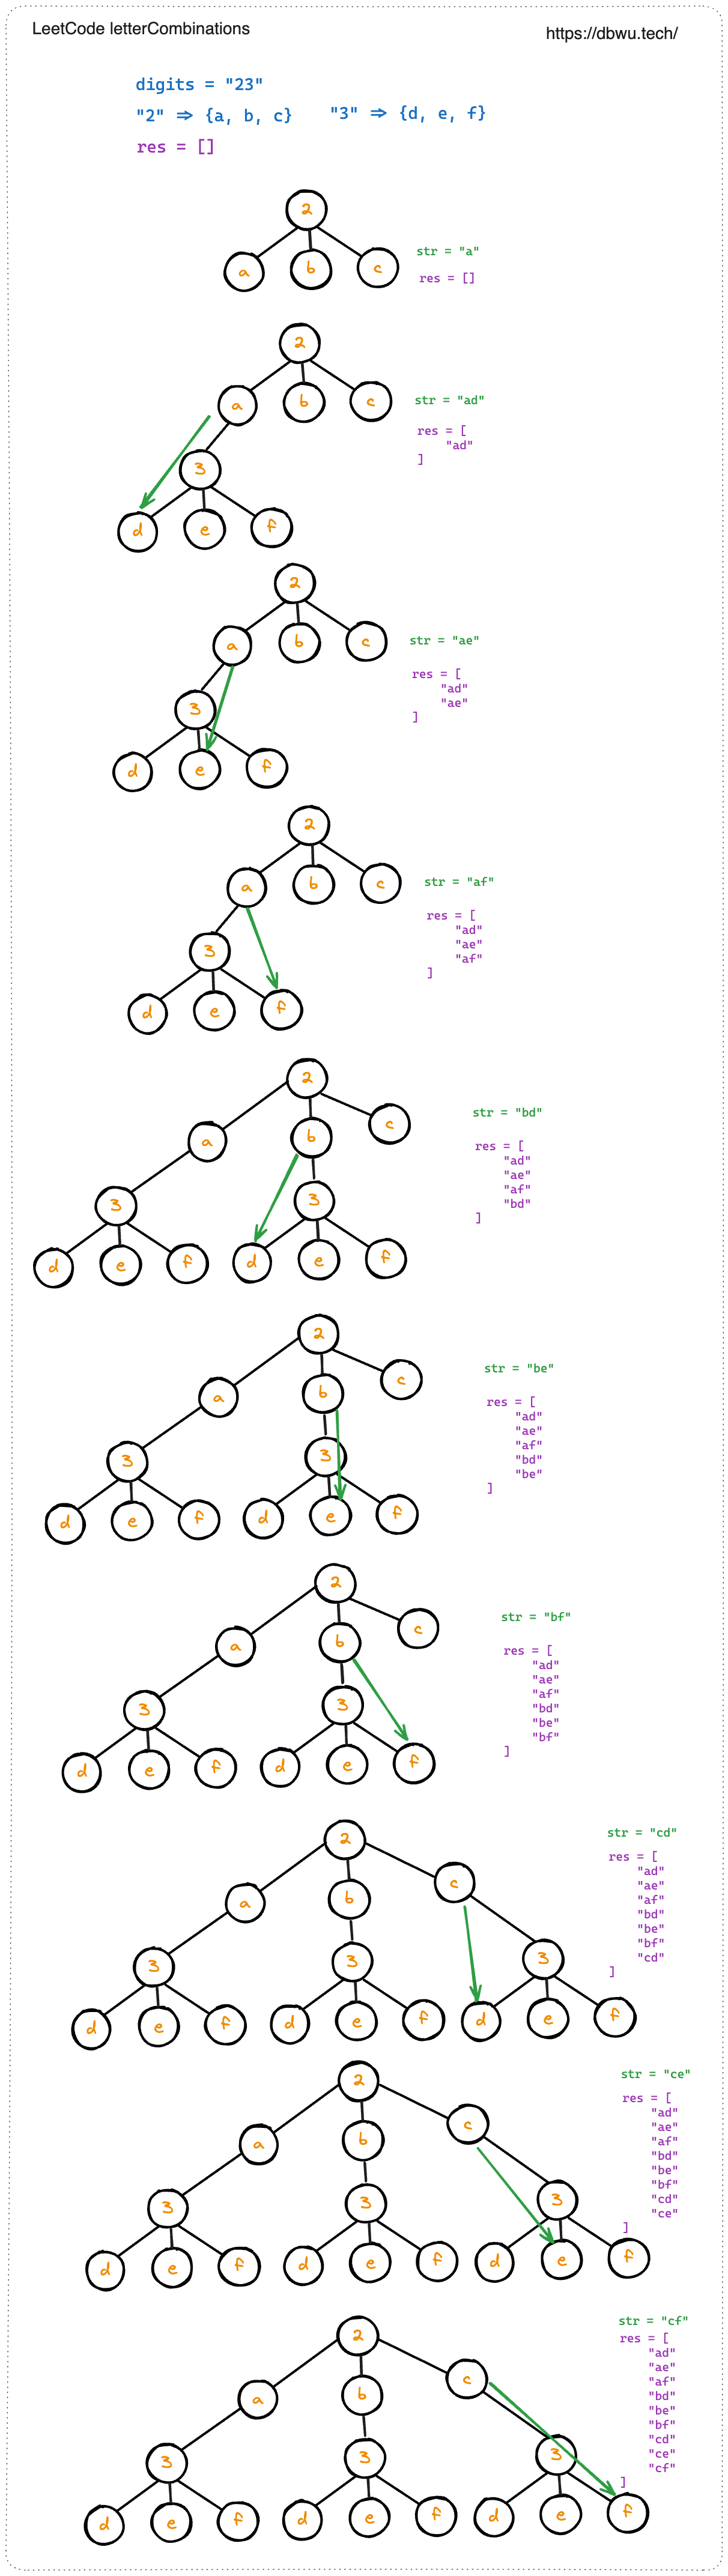 LeetCode letterCombinations
https://dbwu.tech/
digits = "23"
"2" => {a, b, c} "3" => {d, e, f}
res = []
2
a b c
str = "a"
res = []
2
a b c
3
d e f
str = "ad"
res = [
"ad"
]
2
a b c
3
d e f
str = "ae"
res = [
"ad"
"ae"
]
2
a b c
3
d e f
str = "af"
res = [
"ad"
"ae"
"af"
]
2
a b c
3 3
d e f d e f
str = "bd"
res = [
"ad"
"ae"
"af"
"bd"
]
2
a b c
3 3
d e f d e f
str = "be"
res = [
"ad"
"ae"
"af"
"bd"
"be"
]
2
a b c
3 3
d e f d e f
str = "bf"
res = [
"ad"
"ae"
"af"
"bd"
"be"
"bf"
]
2
a b c
3 3 3
d e f d e f d e f
str = "cd"
res = [
"ad"
"ae"
"af"
"bd"
"be"
"bf"
"cd"
]
2
a b c
3 3 3
d e f d e f d e f
str = "ce"
res = [
"ad"
"ae"
"af"
"bd"
"be"
"bf"
"cd"
"ce"
]
2
a b c
3 3 3
d e f d e f d e f
str = "cf"
res = [
"ad"
"ae"
"af"
"bd"
"be"
"bf"
"cd"
"ce"
"cf"
]